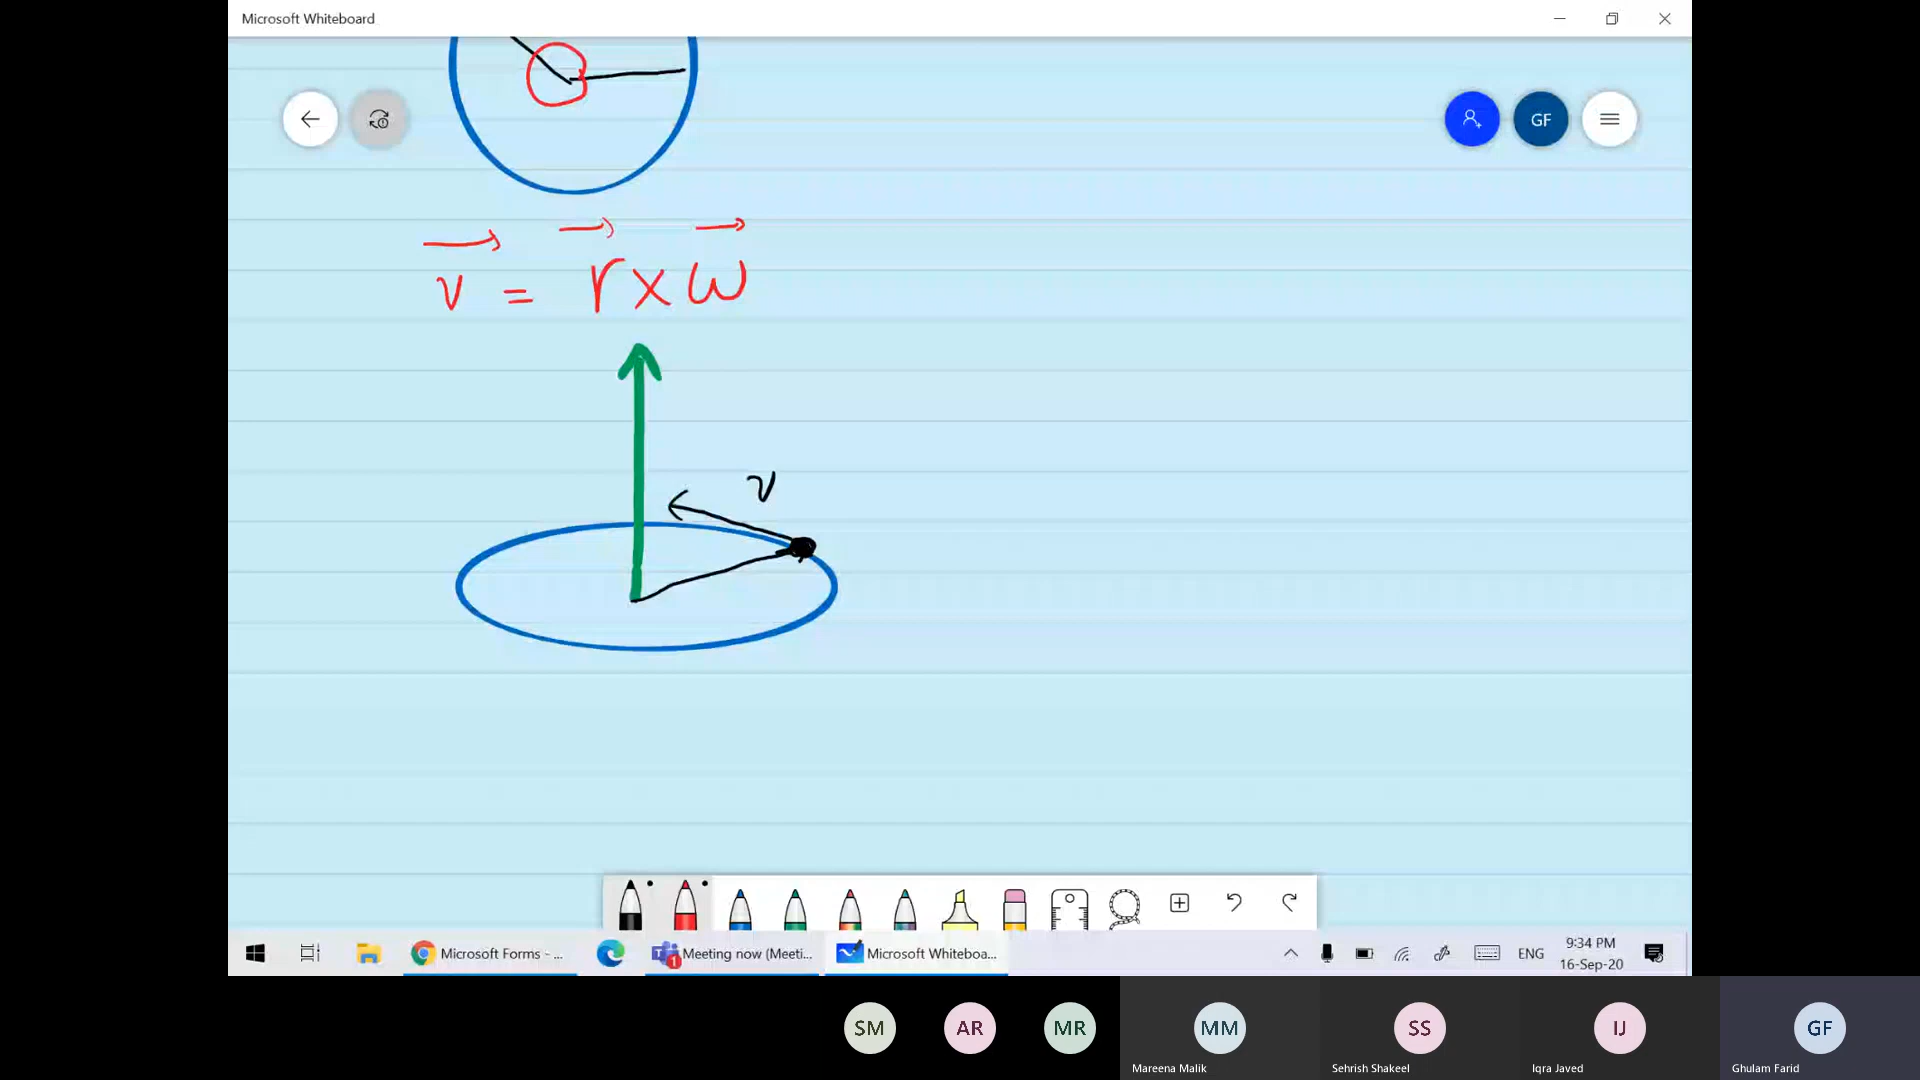 Microsoft Whiteboard
GF
v = r × ω
v
Microsoft Forms - ...
1
Meeting now (Meeti...
Microsoft Whiteboa...
ENG
9:34 PM
16-Sep-20
SM
AR
MR
MM
SS
IJ
GF
Mareena Malik
Sehrish Shakeel
Iqra Javed
Ghulam Farid